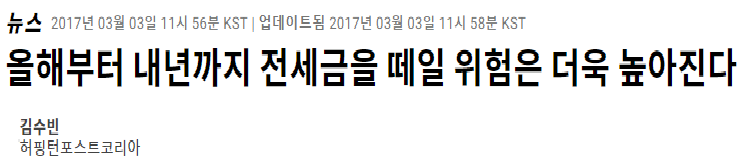 뉴스 2017년 03월 03일 11시 56분 KST | 업데이트됨 2017년 03월 03일 11시 58분 KST
올해부터 내년까지 전세금을 떼일 위험은 더욱 높아진다
김수빈
허핑턴포스트코리아